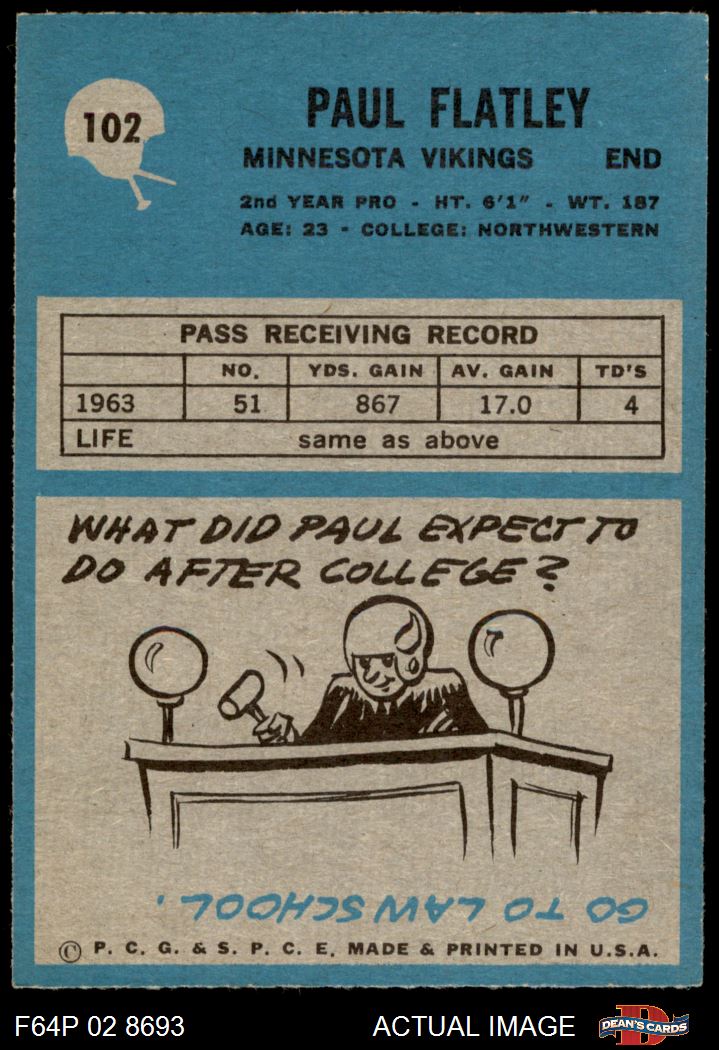 102
PAUL FLATLEY
MINNESOTA VIKINGS END
2nd YEAR PRO - HT. 6'1" - WT. 187
AGE: 23 - COLLEGE: NORTHWESTERN
PASS RECEIVING RECORD
NO. YDS. GAIN AV. GAIN TD'S
1963 51 867 17.0 4
LIFE same as above
WHAT DID PAUL EXPECT TO
DO AFTER COLLEGE?
GO TO LAW SCHOOL.
© P. C. G. & S. P. C. E. MADE & PRINTED IN U.S.A.
F64P 02 8693 ACTUAL IMAGE D DEAN'S CARDS